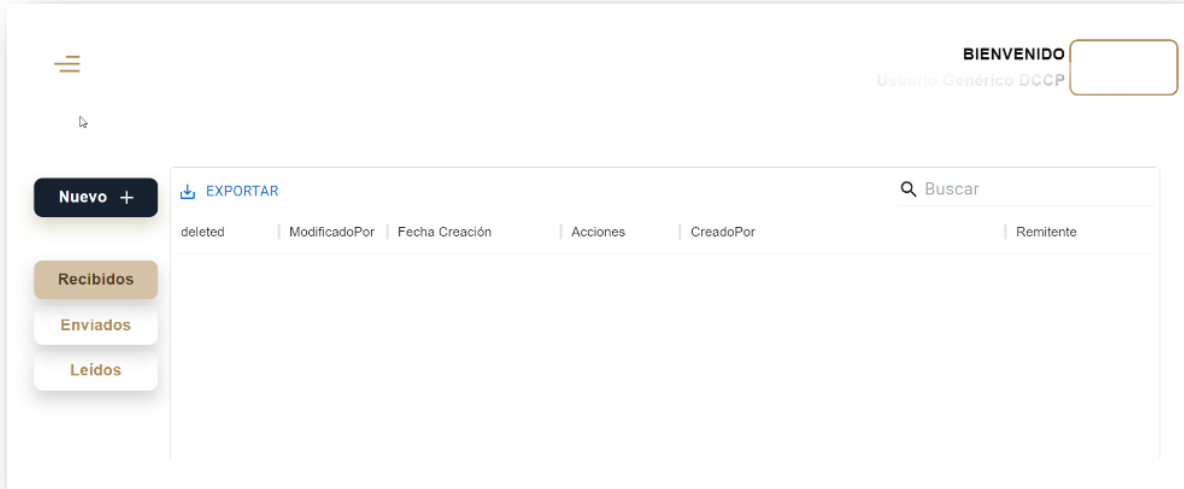 BIENVENIDO
Usuario Genérico DCCP
Nuevo +
EXPORTAR
Buscar
deleted
ModificadoPor
Fecha Creación
Acciones
CreadoPor
Remitente
Recibidos
Enviados
Leídos